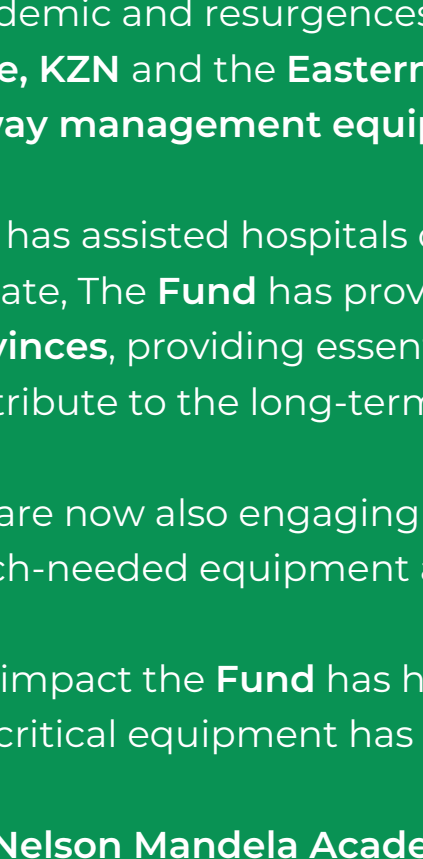 demic and resurgences
e, KZN and the Eastern
way management equip
has assisted hospitals
ate, The Fund has prov
vinces, providing essen
tribute to the long-term
are now also engaging
ch-needed equipment
impact the Fund has h
critical equipment has
Nelson Mandela Acade